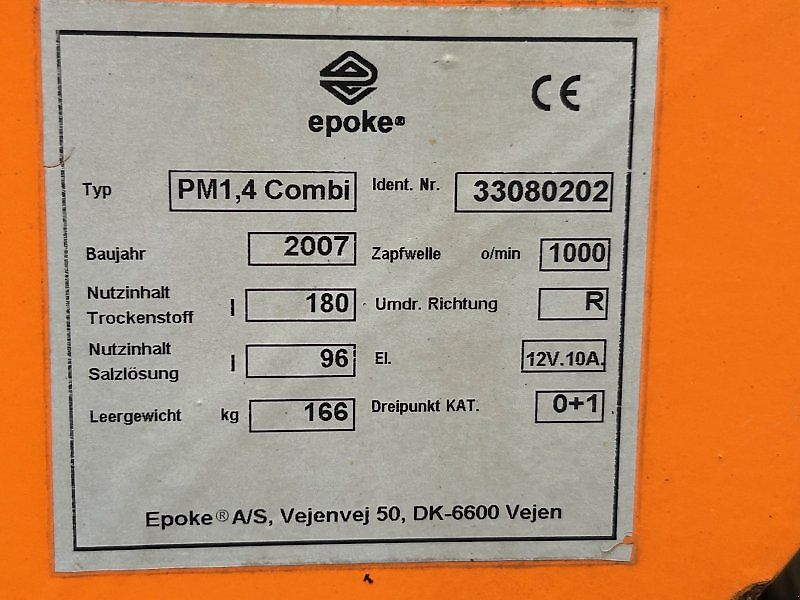 epoke®
CE
Typ PM1,4 Combi Ident. Nr. 33080202
Baujahr 2007 Zapfwelle o/min 1000
Nutzinhalt
Trockenstoff l 180 Umdr. Richtung R
Nutzinhalt
Salzlösung l 96 El. 12V.10A.
Leergewicht kg 166 Dreipunkt KAT. 0+1
Epoke® A/S, Vejenvej 50, DK-6600 Vejen